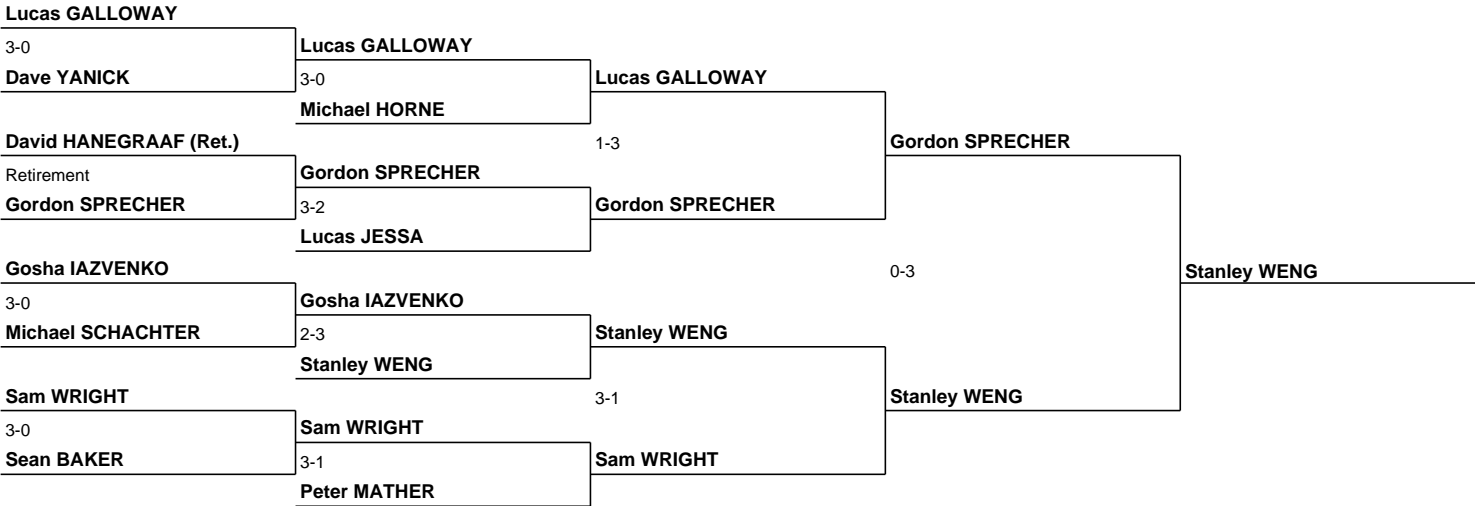 Lucas GALLOWAY
3-0
Lucas GALLOWAY
Dave YANICK
3-0
Lucas GALLOWAY
Michael HORNE
David HANEGRAAF (Ret.)
1-3
Gordon SPRECHER
Retirement
Gordon SPRECHER
Gordon SPRECHER
3-2
Gordon SPRECHER
Lucas JESSA
Gosha IAZVENKO
0-3
Stanley WENG
3-0
Gosha IAZVENKO
Michael SCHACHTER
2-3
Stanley WENG
Stanley WENG
Sam WRIGHT
3-1
Stanley WENG
3-0
Sam WRIGHT
Sean BAKER
3-1
Sam WRIGHT
Peter MATHER